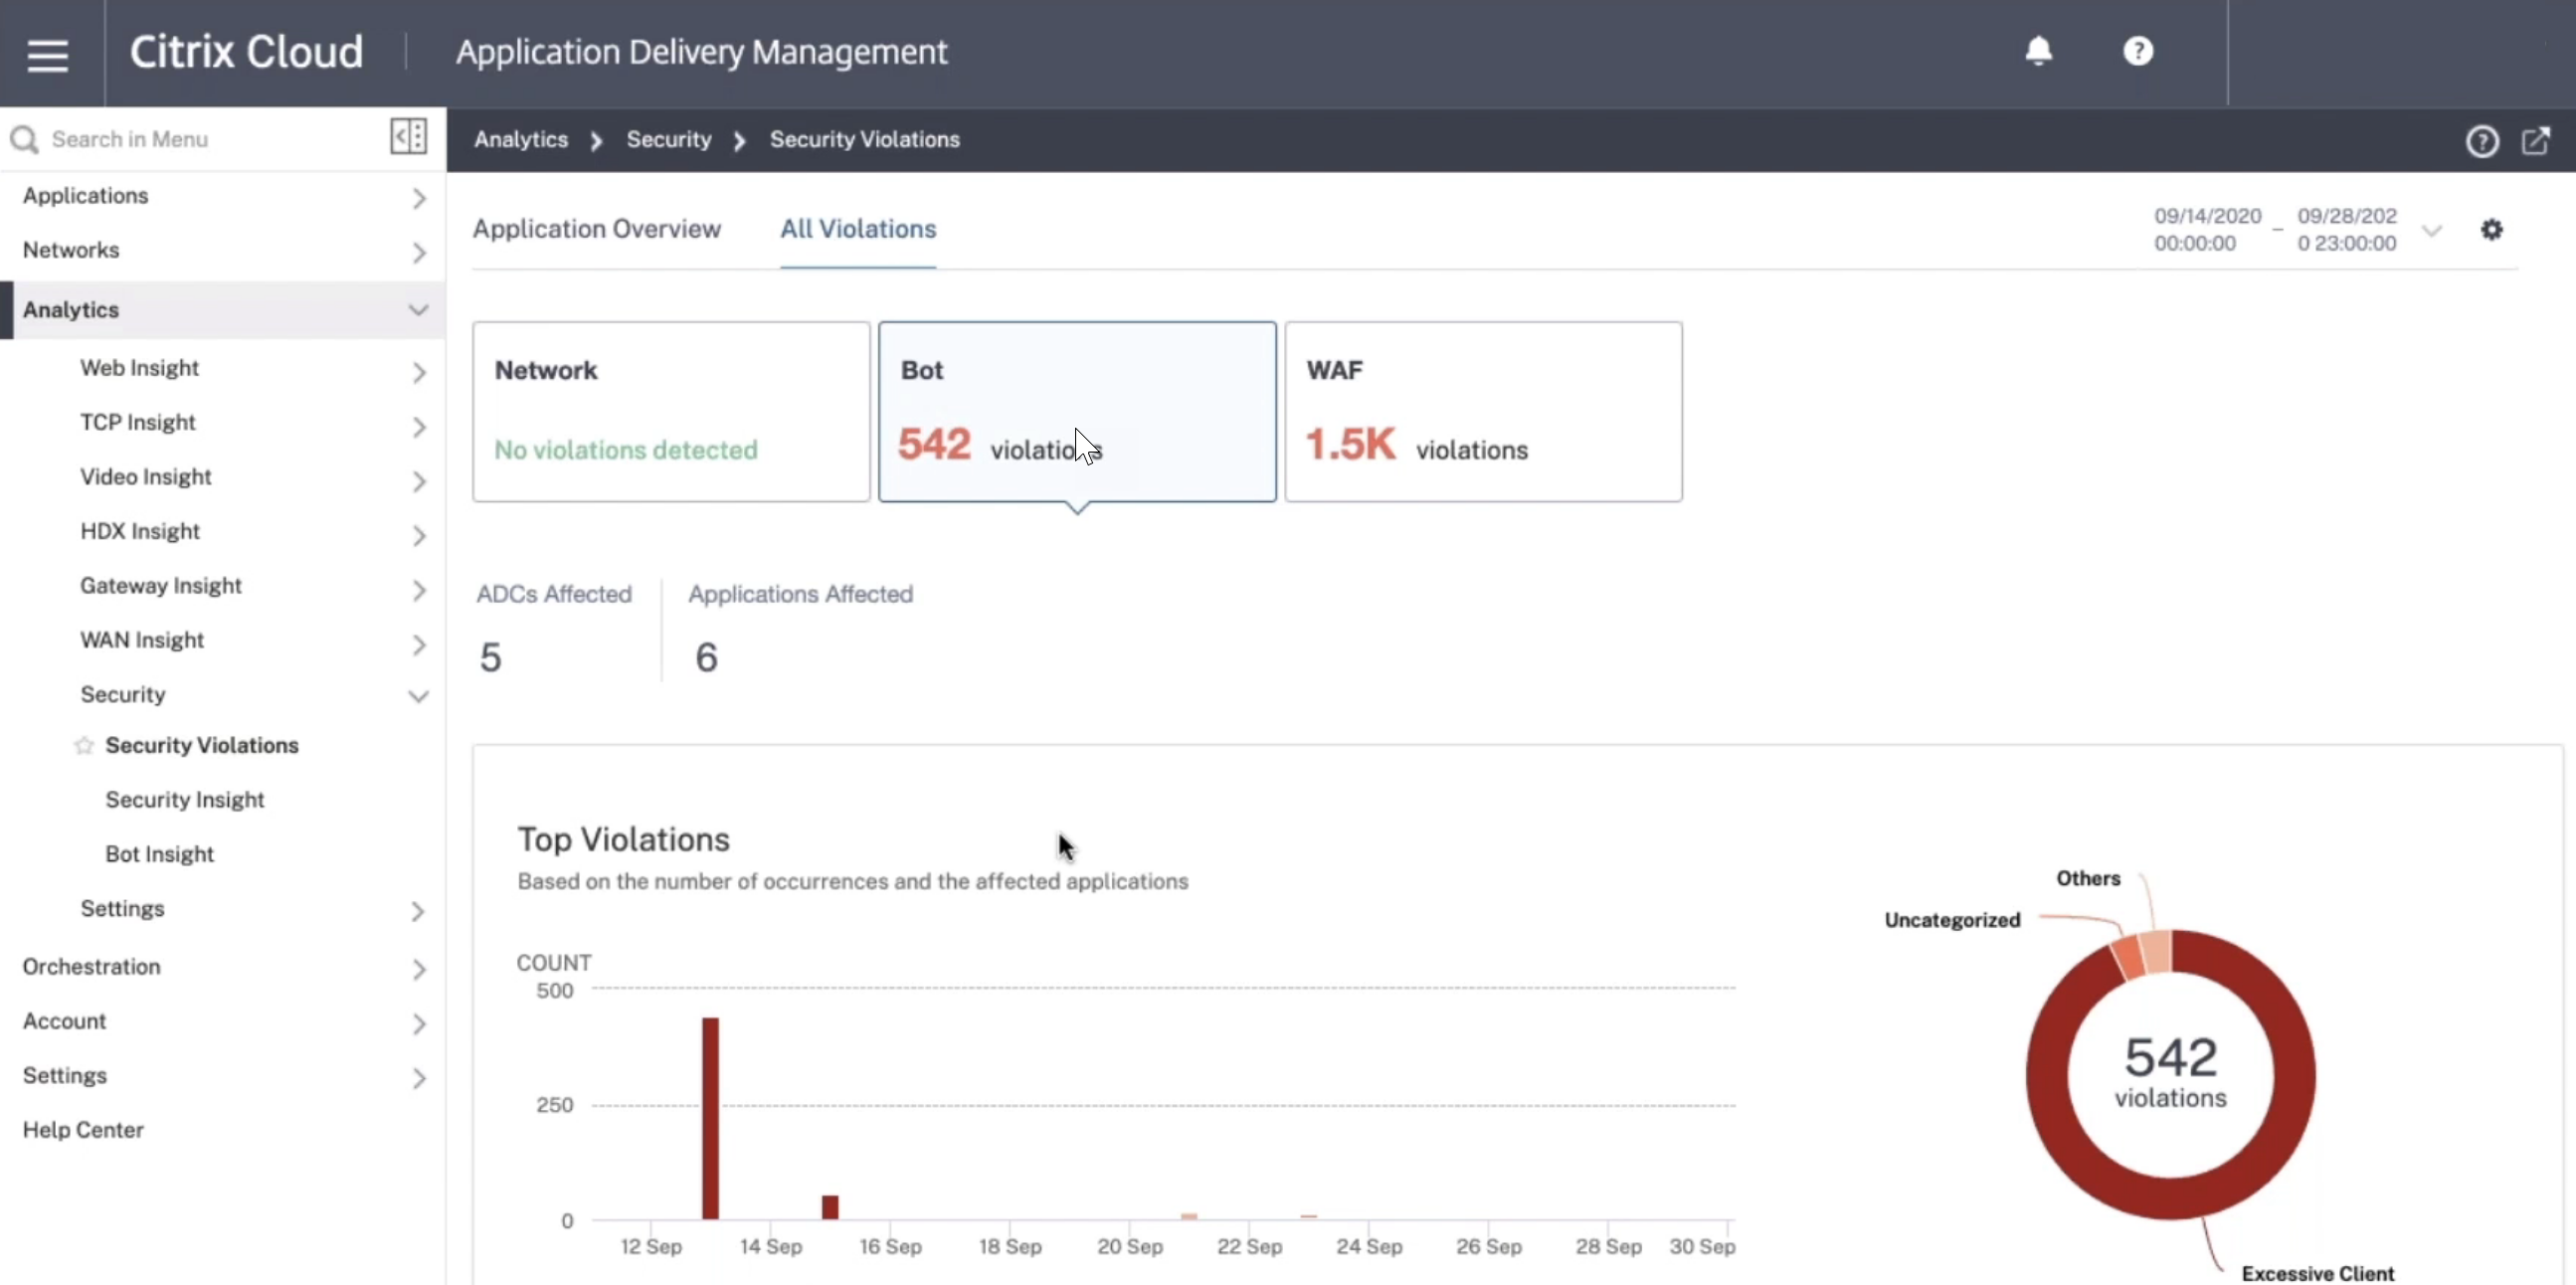 Citrix Cloud
Application Delivery Management
Search in Menu
Analytics
Security
Security Violations
Applications
Networks
Analytics
Web Insight
TCP Insight
Video Insight
HDX Insight
Gateway Insight
WAN Insight
Security
Security Violations
Security Insight
Bot Insight
Settings
Orchestration
Account
Settings
Help Center
Application Overview
All Violations
09/14/2020
00:00:00
–
09/28/202
0 23:00:00
Network
No violations detected
Bot
542 violations
WAF
1.5K violations
ADCs Affected
5
Applications Affected
6
Top Violations
Based on the number of occurrences and the affected applications
COUNT
500
250
0
12 Sep 14 Sep 16 Sep 18 Sep 20 Sep 22 Sep 24 Sep 26 Sep 28 Sep 30 Sep
Others
Uncategorized
542
violations
Excessive Client